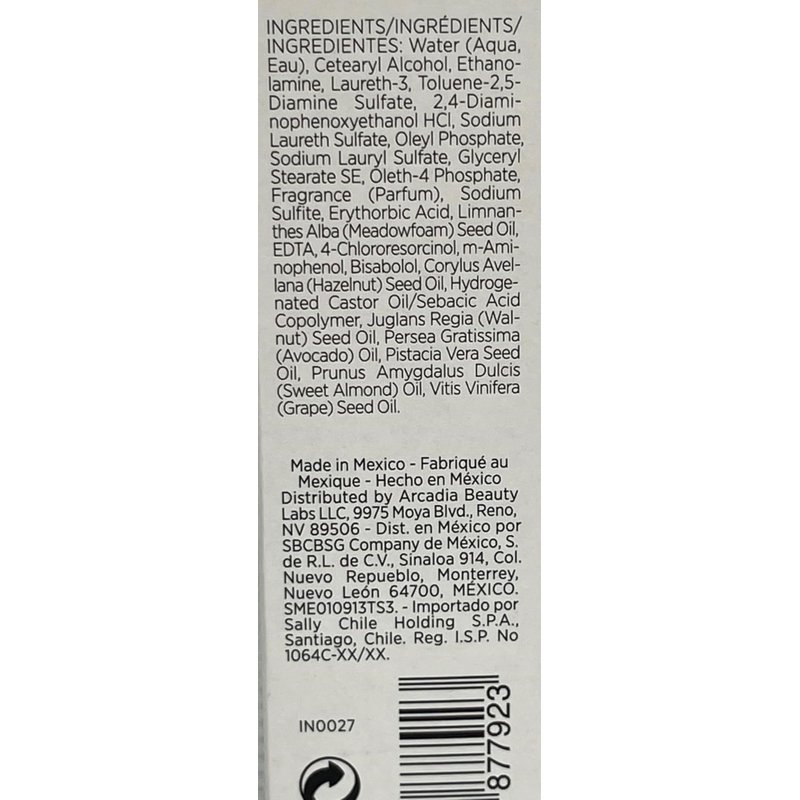 INGREDIENTS/INGRÉDIENTS/
INGREDIENTES: Water (Aqua,
Eau), Cetearyl Alcohol, Ethano-
lamine, Laureth-3, Toluene-2,5-
Diamine Sulfate, 2,4-Diami-
nophenoxyethanol HCl, Sodium
Laureth Sulfate, Oleyl Phosphate,
Sodium Lauryl Sulfate, Glyceryl
Stearate SE, Oleth-4 Phosphate,
Fragrance (Parfum), Sodium
Sulfite, Erythorbic Acid, Limnan-
thes Alba (Meadowfoam) Seed Oil,
EDTA, 4-Chlororesorcinol, m-Ami-
nophenol, Bisabolol, Corylus Avel-
lana (Hazelnut) Seed Oil, Hydroge-
nated Castor Oil/Sebacic Acid
Copolymer, Juglans Regia (Wal-
nut) Seed Oil, Persea Gratissima
(Avocado) Oil, Pistacia Vera Seed
Oil, Prunus Amygdalus Dulcis
(Sweet Almond) Oil, Vitis Vinifera
(Grape) Seed Oil.
Made in Mexico - Fabriqué au
Mexique - Hecho en México
Distributed by Arcadia Beauty
Labs LLC, 9975 Moya Blvd., Reno,
NV 89506 - Dist. en México por
SBCBSG Company de México, S.
de R.L. de C.V., Sinaloa 914, Col.
Nuevo Repueblo, Monterrey,
Nuevo León 64700, MÉXICO.
SME010913TS3. - Importado por
Sally Chile Holding S.P.A.,
Santiago, Chile. Reg. I.S.P. No
1064C-XX/XX.
IN0027
877923